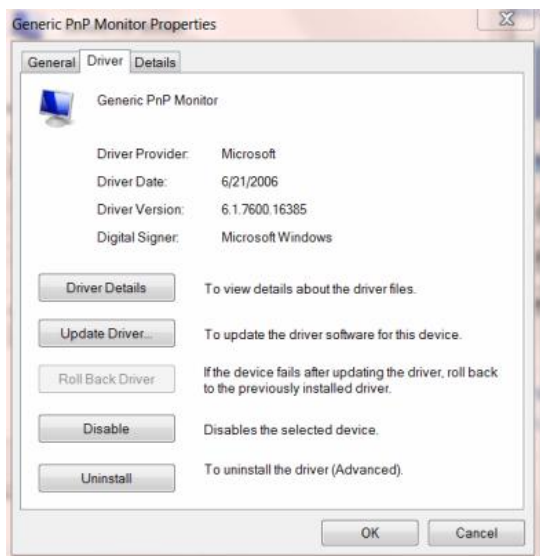 Generic PnP Monitor Properties
General Driver Details
Generic PnP Monitor
Driver Provider: Microsoft
Driver Date: 6/21/2006
Driver Version: 6.1.7600.16385
Digital Signer: Microsoft Windows
Driver Details To view details about the driver files.
Update Driver... To update the driver software for this device.
Roll Back Driver If the device fails after updating the driver, roll back
to the previously installed driver.
Disable Disables the selected device.
Uninstall To uninstall the driver (Advanced).
OK Cancel